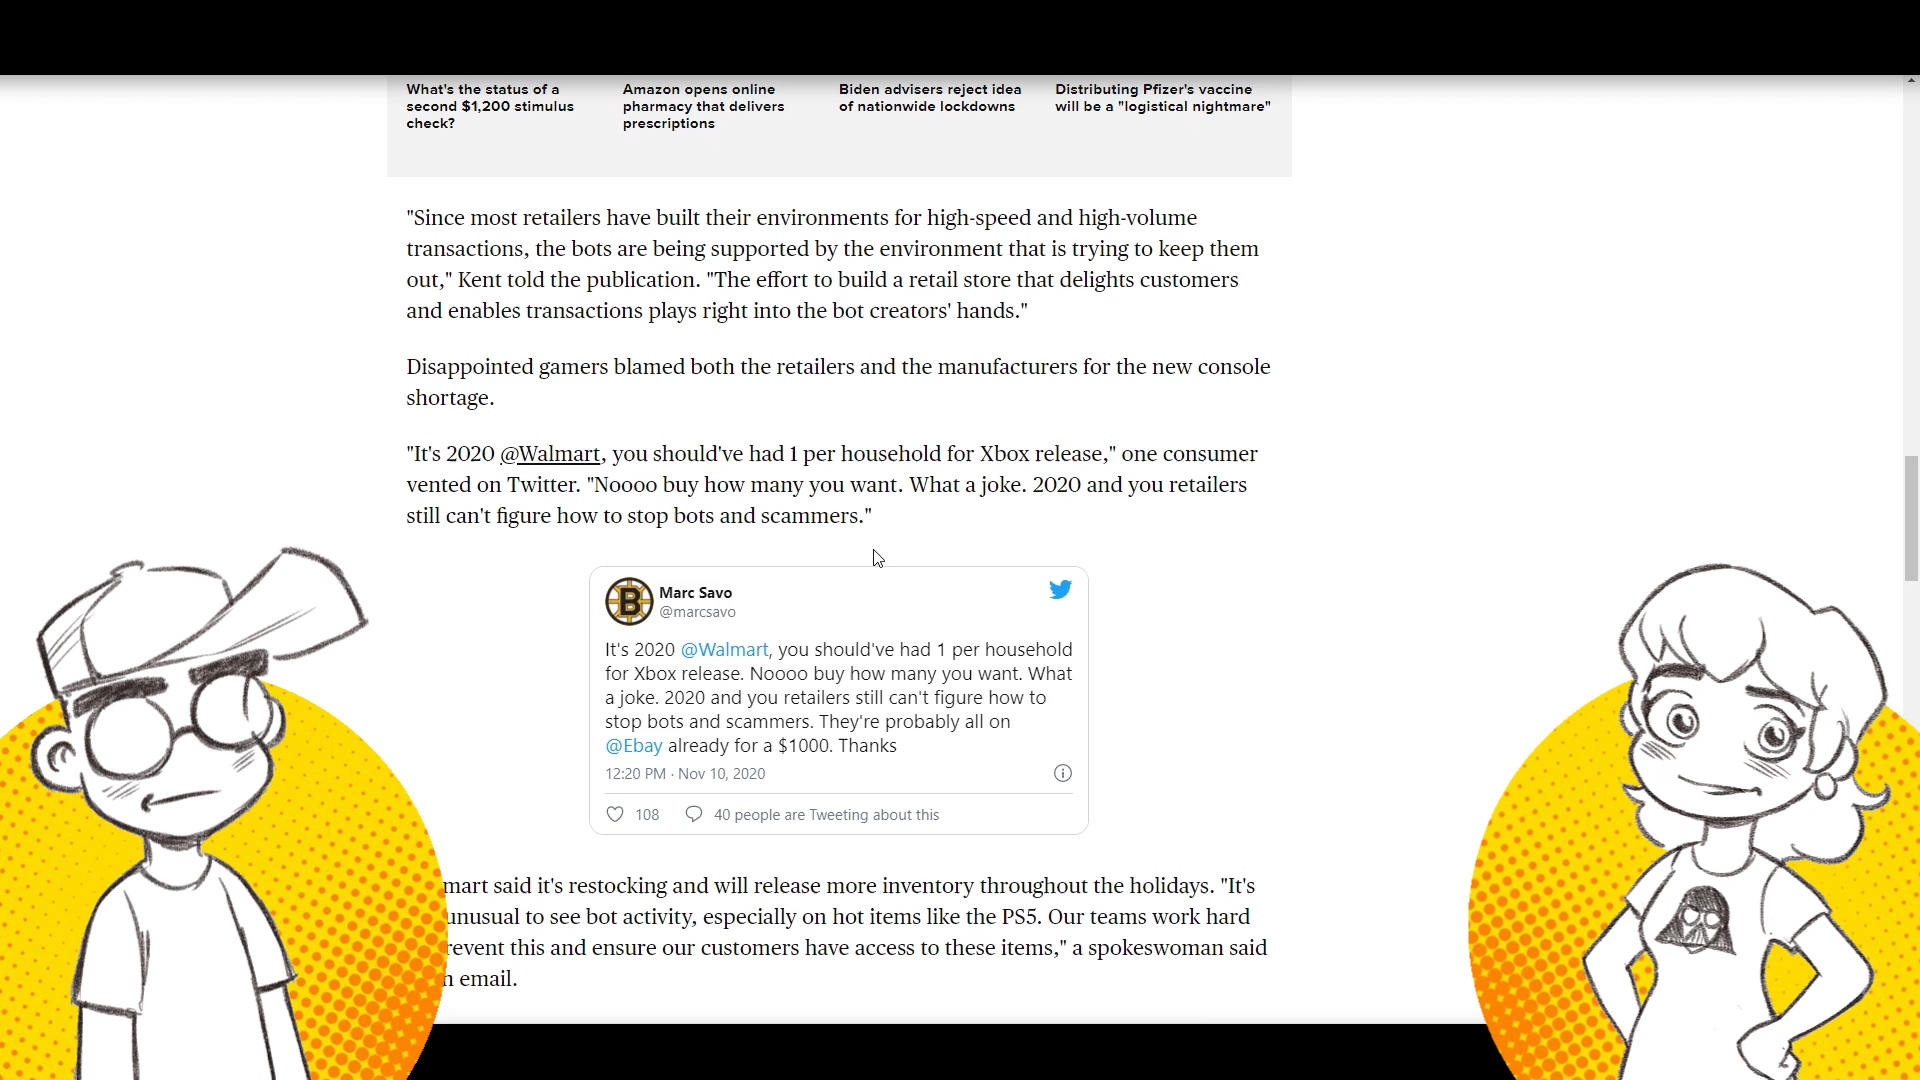 What's the status of a
second $1,200 stimulus
check?
Amazon opens online
pharmacy that delivers
prescriptions
Biden advisers reject idea
of nationwide lockdowns
Distributing Pfizer's vaccine
will be a "logistical nightmare"
"Since most retailers have built their environments for high-speed and high-volume
transactions, the bots are being supported by the environment that is trying to keep them
out," Kent told the publication. "The effort to build a retail store that delights customers
and enables transactions plays right into the bot creators' hands."
Disappointed gamers blamed both the retailers and the manufacturers for the new console
shortage.
"It's 2020 @Walmart, you should've had 1 per household for Xbox release," one consumer
vented on Twitter. "Noooo buy how many you want. What a joke. 2020 and you retailers
still can't figure how to stop bots and scammers."
B
Marc Savo
@marcsavo
It's 2020 @Walmart, you should've had 1 per household
for Xbox release. Noooo buy how many you want. What
a joke. 2020 and you retailers still can't figure how to
stop bots and scammers. They're probably all on
@Ebay already for a $1000. Thanks
12:20 PM · Nov 10, 2020
108
40 people are Tweeting about this
mart said it's restocking and will release more inventory throughout the holidays. "It's
unusual to see bot activity, especially on hot items like the PS5. Our teams work hard
revent this and ensure our customers have access to these items," a spokeswoman said
n email.